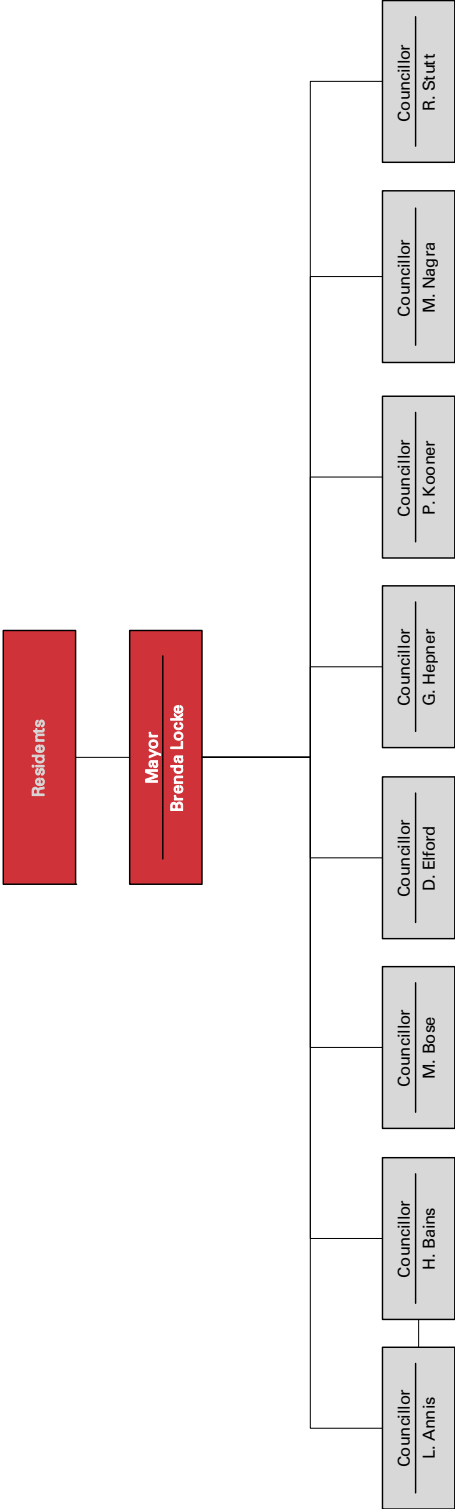 Residents
Mayor
Brenda Locke
Councillor
L. Annis
Councillor
H. Bains
Councillor
M. Bose
Councillor
D. Elford
Councillor
G. Hepner
Councillor
P. Kooner
Councillor
M. Nagra
Councillor
R. Stutt